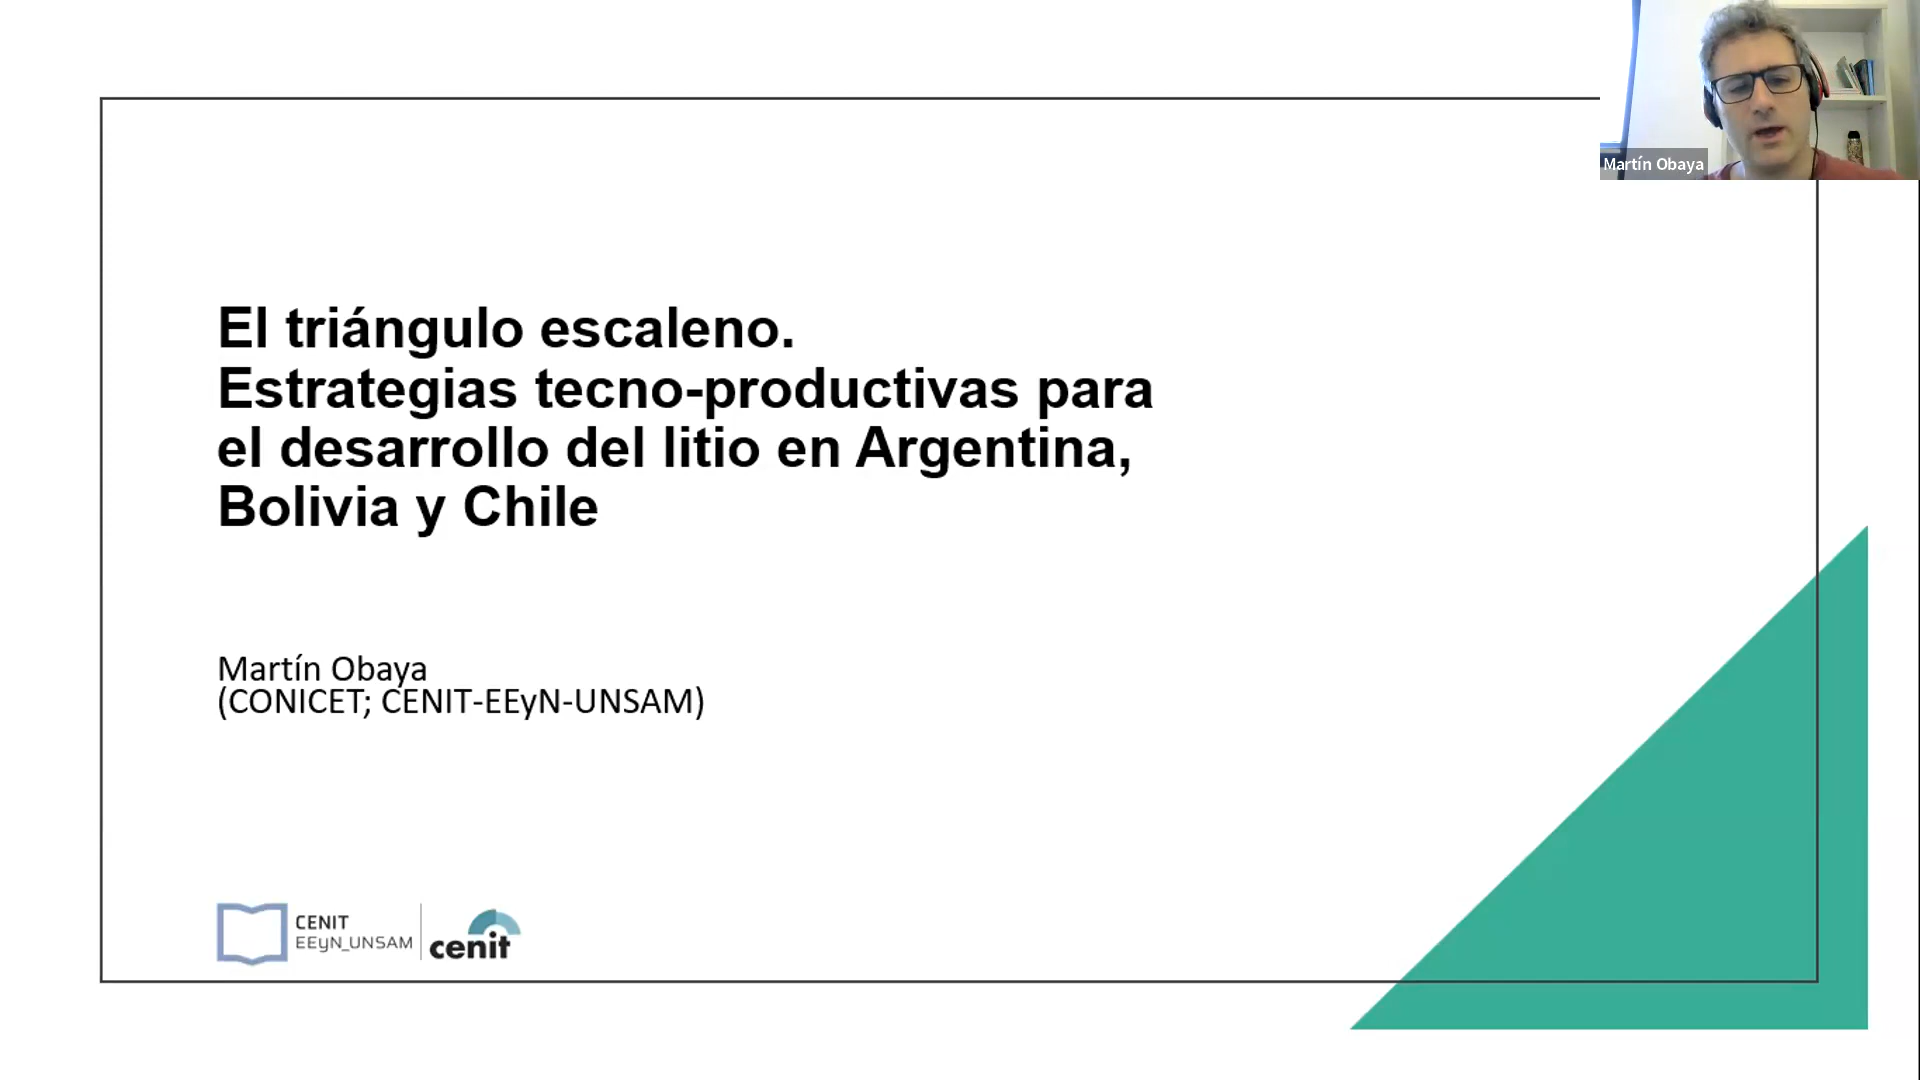 Martín Obaya
El triángulo escaleno.
Estrategias tecno-productivas para
el desarrollo del litio en Argentina,
Bolivia y Chile
Martín Obaya
(CONICET; CENIT-EEyN-UNSAM)
CENIT
EEyN_UNSAM
cenit